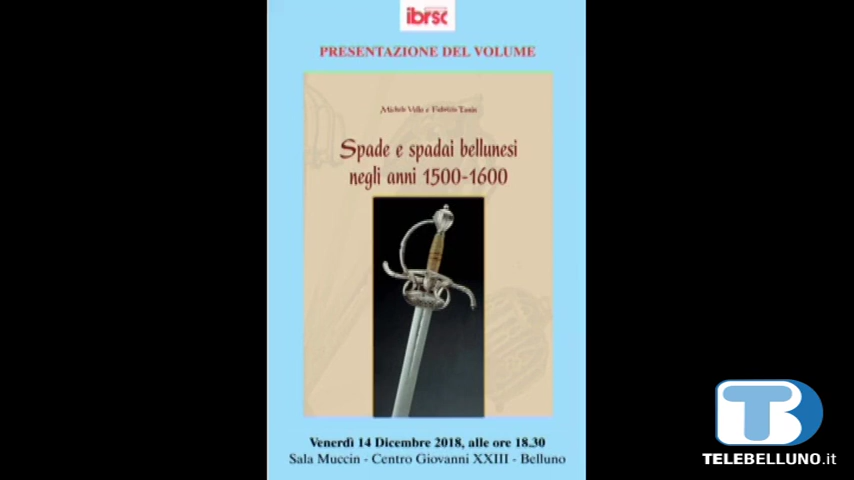 ibrsc
PRESENTAZIONE DEL VOLUME
Michele Vello e Fabrizio Tonin
Spade e spadai bellunesi
negli anni 1500-1600
Venerdì 14 Dicembre 2018, alle ore 18.30
Sala Muccin - Centro Giovanni XXIII - Belluno
TB
TELEBELLUNO.it